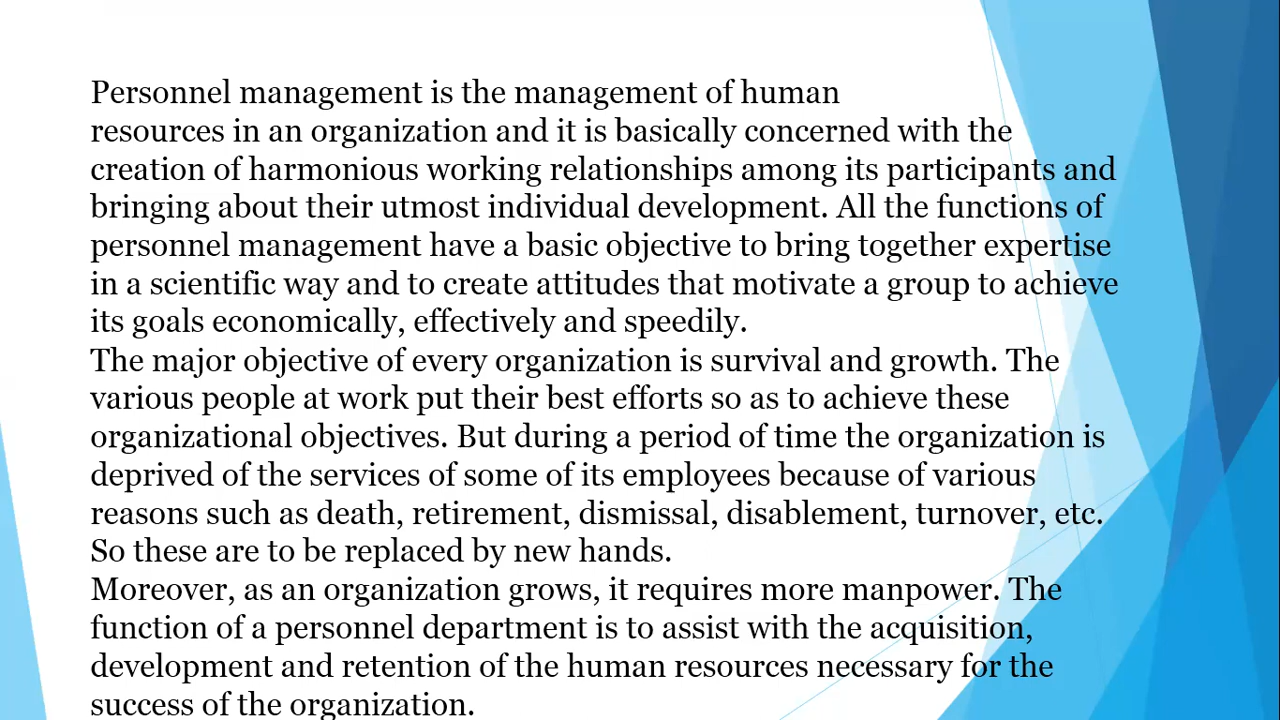 Personnel management is the management of human
resources in an organization and it is basically concerned with the
creation of harmonious working relationships among its participants and
bringing about their utmost individual development. All the functions of
personnel management have a basic objective to bring together expertise
in a scientific way and to create attitudes that motivate a group to achieve
its goals economically, effectively and speedily.
The major objective of every organization is survival and growth. The
various people at work put their best efforts so as to achieve these
organizational objectives. But during a period of time the organization is
deprived of the services of some of its employees because of various
reasons such as death, retirement, dismissal, disablement, turnover, etc.
So these are to be replaced by new hands.
Moreover, as an organization grows, it requires more manpower. The
function of a personnel department is to assist with the acquisition,
development and retention of the human resources necessary for the
success of the organization.